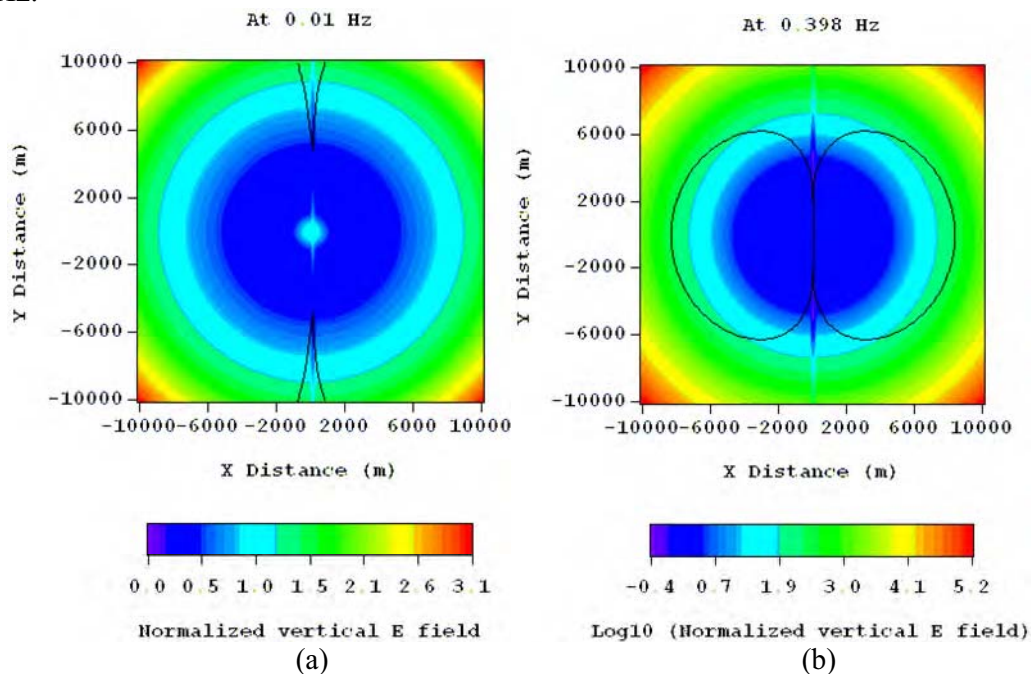 At 0.01 Hz
At 0.398 Hz
10000
6000
2000
-2000
-6000
-10000
Y Distance (m)
-10000 -6000 -2000 2000 6000 10000
X Distance (m)
10000
6000
2000
-2000
-6000
-10000
Y Distance (m)
-10000 -6000 -2000 2000 6000 10000
X Distance (m)
0.0 0.5 1.0 1.5 2.1 2.6 3.1
Normalized vertical E field
(a)
-0.4 0.7 1.9 3.0 4.1 5.2
Log10 (Normalized vertical E field)
(b)